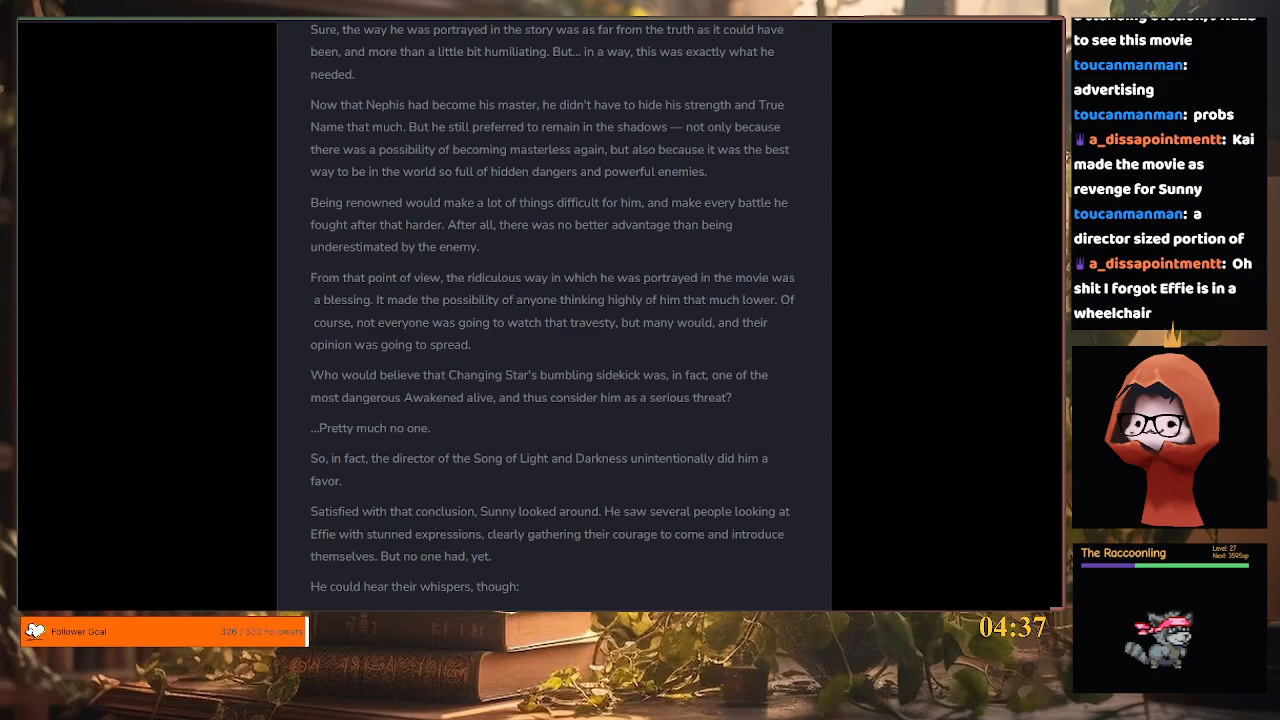 Sure, the way he was portrayed in the story was as far from the truth as it could have
been, and more than a little bit humiliating. But... in a way, this was exactly what he
needed.
Now that Nephis had become his master, he didn't have to hide his strength and True
Name that much. But he still preferred to remain in the shadows — not only because
there was a possibility of becoming masterless again, but also because it was the best
way to be in the world so full of hidden dangers and powerful enemies.
Being renowned would make a lot of things difficult for him, and make every battle he
fought after that harder. After all, there was no better advantage than being
underestimated by the enemy.
From that point of view, the ridiculous way in which he was portrayed in the movie was
a blessing. It made the possibility of anyone thinking highly of him that much lower. Of
course, not everyone was going to watch that travesty, but many would, and their
opinion was going to spread.
Who would believe that Changing Star's bumbling sidekick was, in fact, one of the
most dangerous Awakened alive, and thus consider him as a serious threat?
...Pretty much no one.
So, in fact, the director of the Song of Light and Darkness unintentionally did him a
favor.
Satisfied with that conclusion, Sunny looked around. He saw several people looking at
Effie with stunned expressions, clearly gathering their courage to come and introduce
themselves. But no one had, yet.
He could hear their whispers, though:
to see this movie
toucanmanman:
advertising
toucanmanman: probs
a_dissapointmentt: Kai
made the movie as
revenge for Sunny
toucanmanman: a
director sized portion of
a_dissapointmentt: Oh
shit I forgot Effie is in a
wheelchair
The Raccoonling
Level: 27
Next: 3595xp
Follower Goal
326 / 330 Followers
04:37